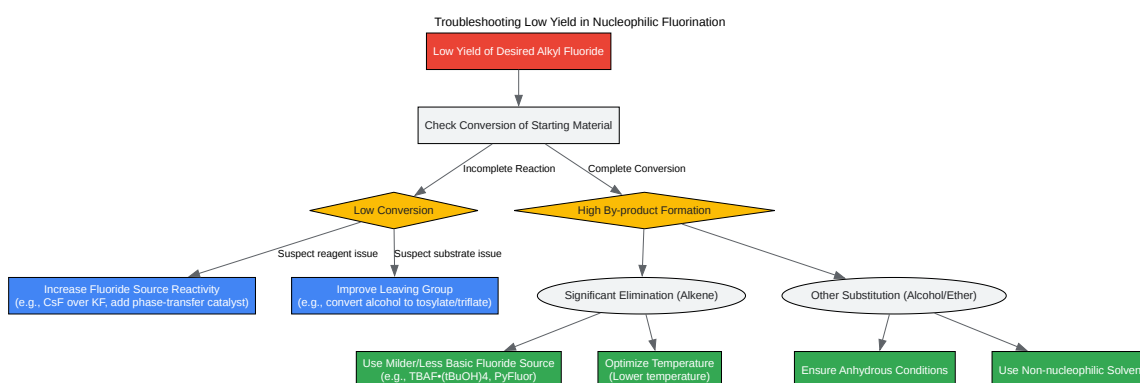 Troubleshooting Low Yield in Nucleophilic Fluorination
Low Yield of Desired Alkyl Fluoride
Check Conversion of Starting Material
Incomplete Reaction
Complete Conversion
Low Conversion
High By-product Formation
Suspect reagent issue
Suspect substrate issue
Increase Fluoride Source Reactivity
(e.g., CsF over KF, add phase-transfer catalyst)
Improve Leaving Group
(e.g., convert alcohol to tosylate/triflate)
Significant Elimination (Alkene)
Other Substitution (Alcohol/Ether)
Use Milder/Less Basic Fluoride Source
(e.g., TBAF•(tBuOH)4, PyFluor)
Optimize Temperature
(Lower temperature)
Ensure Anhydrous Conditions
Use Non-nucleophilic Solvent